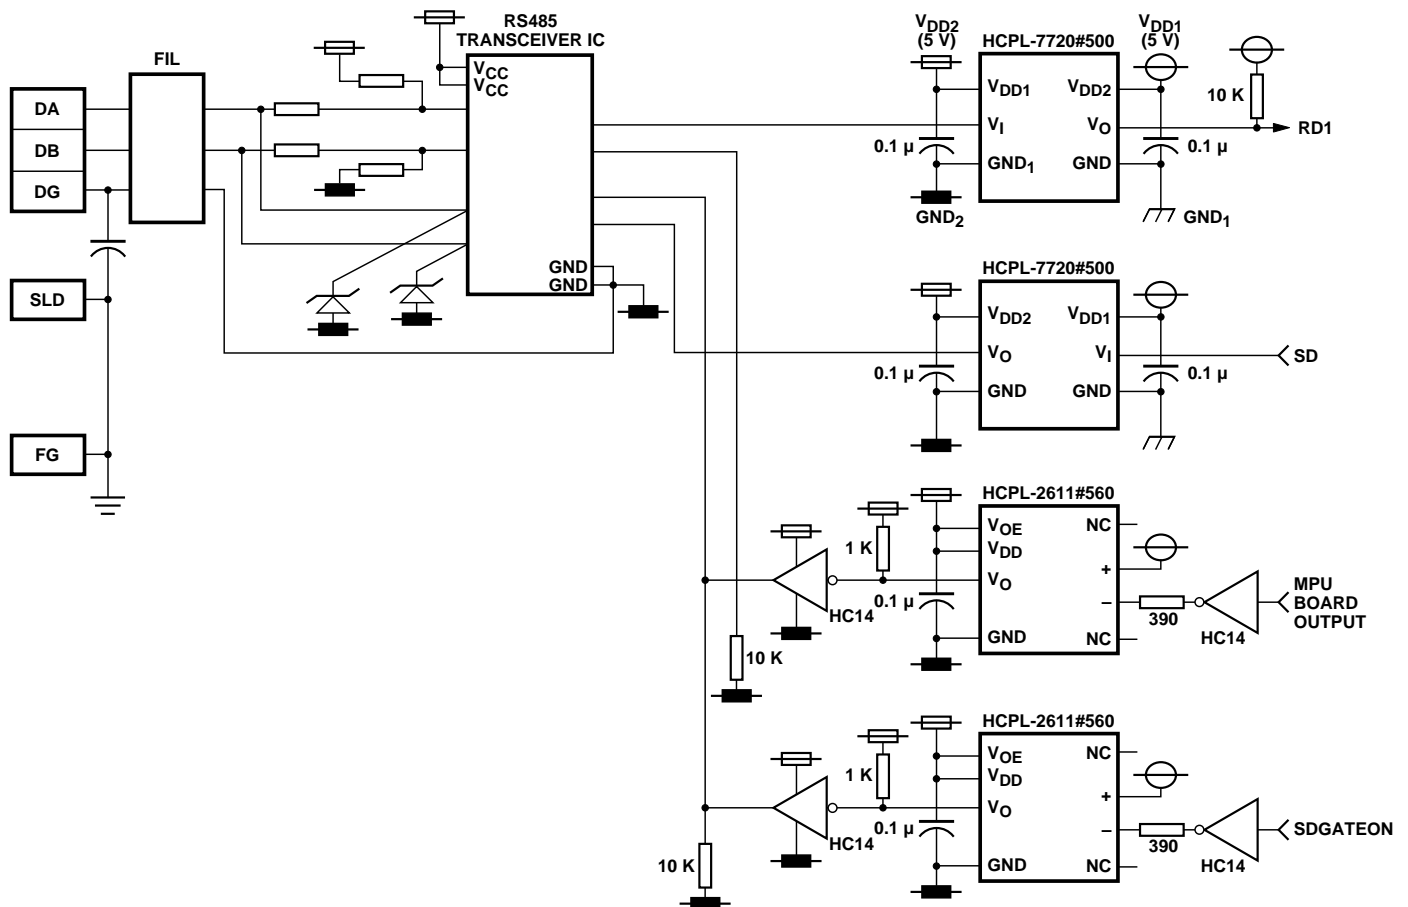 RS485
TRANSCEIVER IC
FIL
DA
DB
DG
SLD
FG
VCC
VCC
GND
GND
VDD2
(5 V)
HCPL-7720#500
VDD1
(5 V)
VDD1
VI
GND1
VDD2
VO
GND
0.1 µ
0.1 µ
10 K
RD1
GND2
GND1
HCPL-7720#500
VDD2
VO
GND
VDD1
VI
GND
0.1 µ
0.1 µ
SD
HCPL-2611#560
VOE
VDD
VO
GND
NC
+
–
NC
1 K
0.1 µ
HC14
390
HC14
MPU
BOARD
OUTPUT
10 K
HCPL-2611#560
VOE
VDD
VO
GND
NC
+
–
NC
1 K
0.1 µ
HC14
390
HC14
SDGATEON
10 K